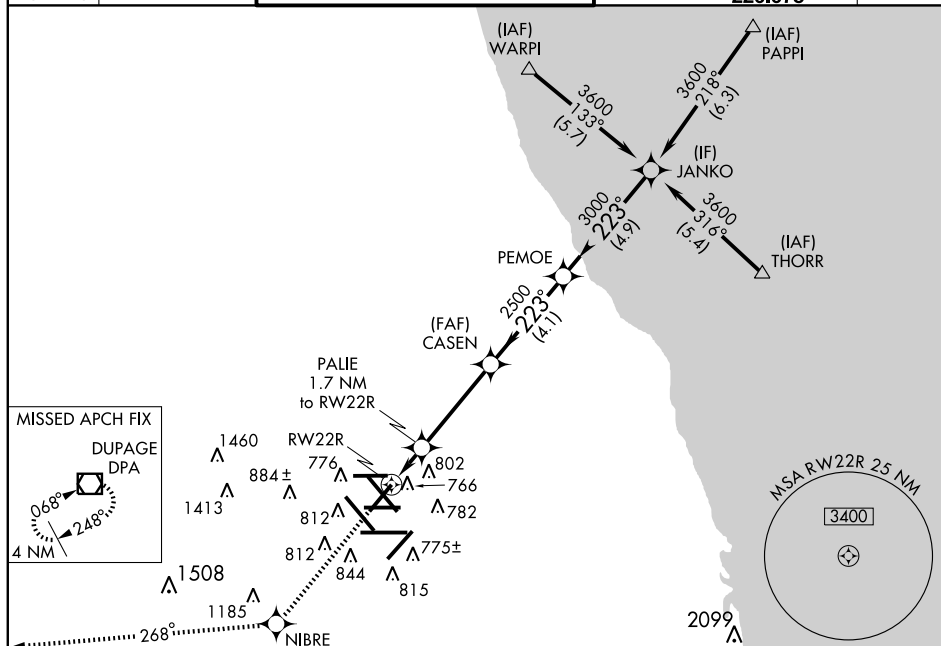 (IAF)
WARPI
(IAF)
PAPPI
3600
133°
(5.7)
3600
218°
(6.3)
(IF)
JANKO
3000
223°
(4.9)
3600
316°
(5.4)
(IAF)
THORR
PEMOE
2500
223°
(4.1)
(FAF)
CASEN
PALIE
1.7 NM
to RW22R
RW22R
MISSED APCH FIX
DUPAGE
DPA
068°
248°
4 NM
1460
776
802
884±
766
1413
812
782
812
844
775±
815
1508
1185
268°
NIBRE
MSA RW22R 25 NM
3400
2099